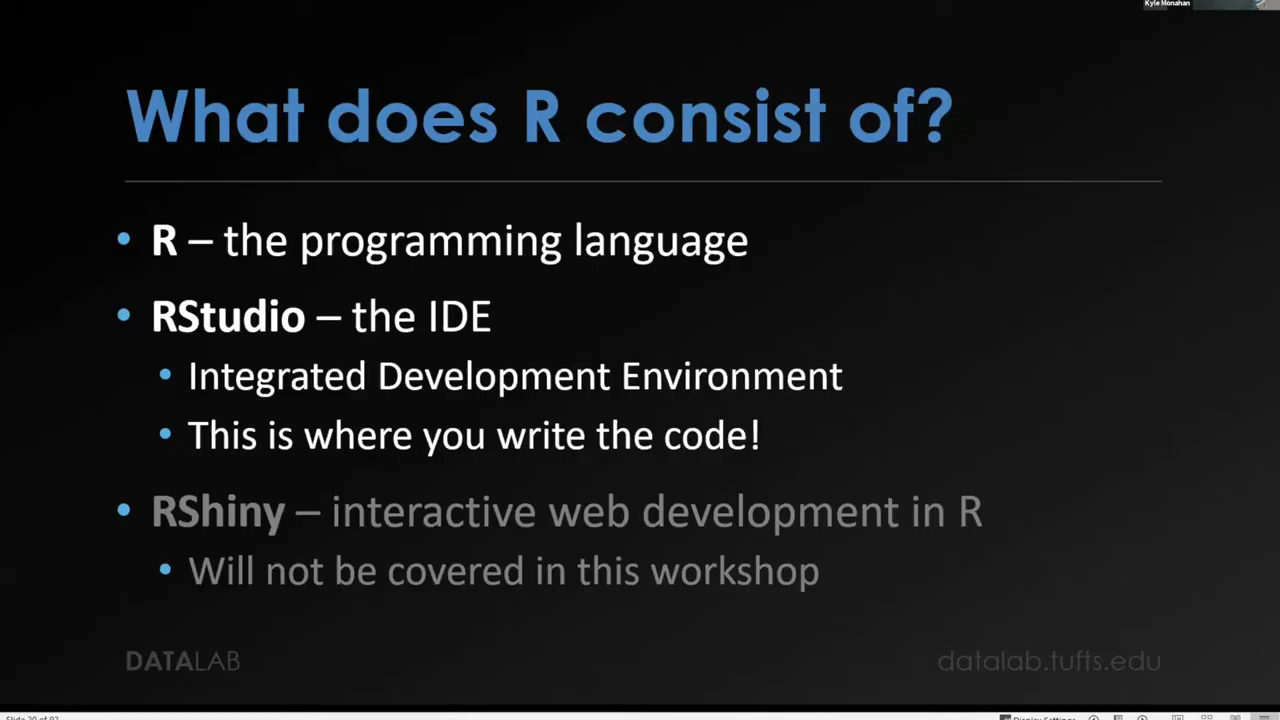 Kyle Monahan
What does R consist of?
• R – the programming language
• RStudio – the IDE
• Integrated Development Environment
• This is where you write the code!
• RShiny – interactive web development in R
• Will not be covered in this workshop
DATALAB
datalab.tufts.edu
Display Settings